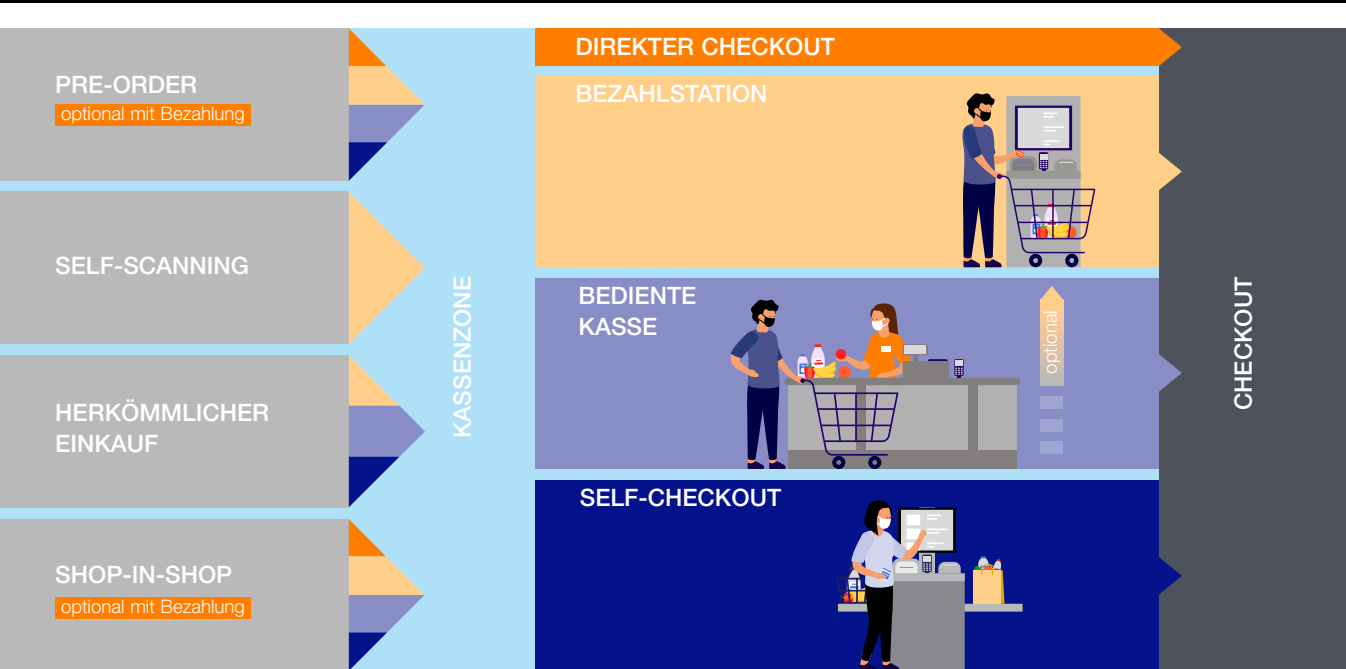 PRE-ORDER
optional mit Bezahlung
SELF-SCANNING
HERKÖMMLICHER
EINKAUF
SHOP-IN-SHOP
optional mit Bezahlung
KASSENZONE
DIREKTER CHECKOUT
BEZAHLSTATION
BEDIENTE
KASSE
optional
SELF-CHECKOUT
CHECKOUT